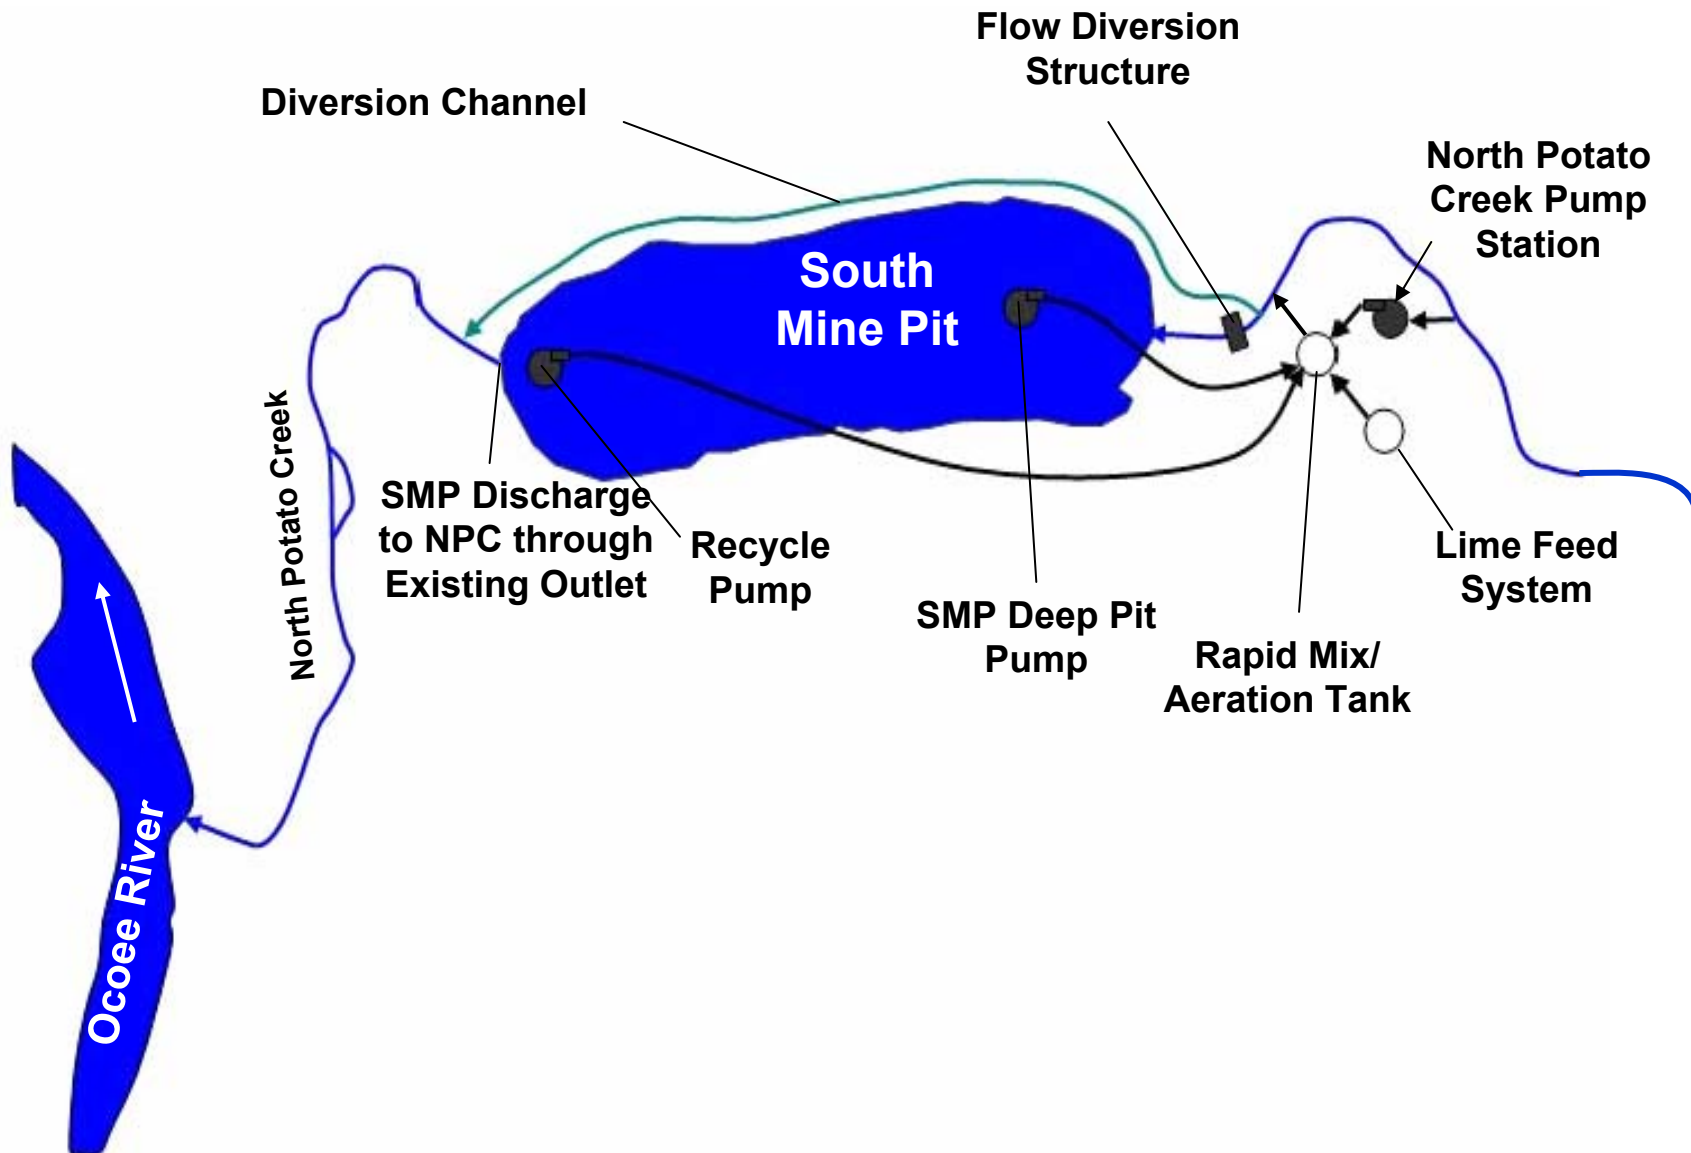 Flow Diversion
Structure
Diversion Channel
North Potato
Creek Pump
Station
South
Mine Pit
North Potato Creek
SMP Discharge
to NPC through
Existing Outlet
Recycle
Pump
SMP Deep Pit
Pump
Rapid Mix/
Aeration Tank
Lime Feed
System
Ocoee River